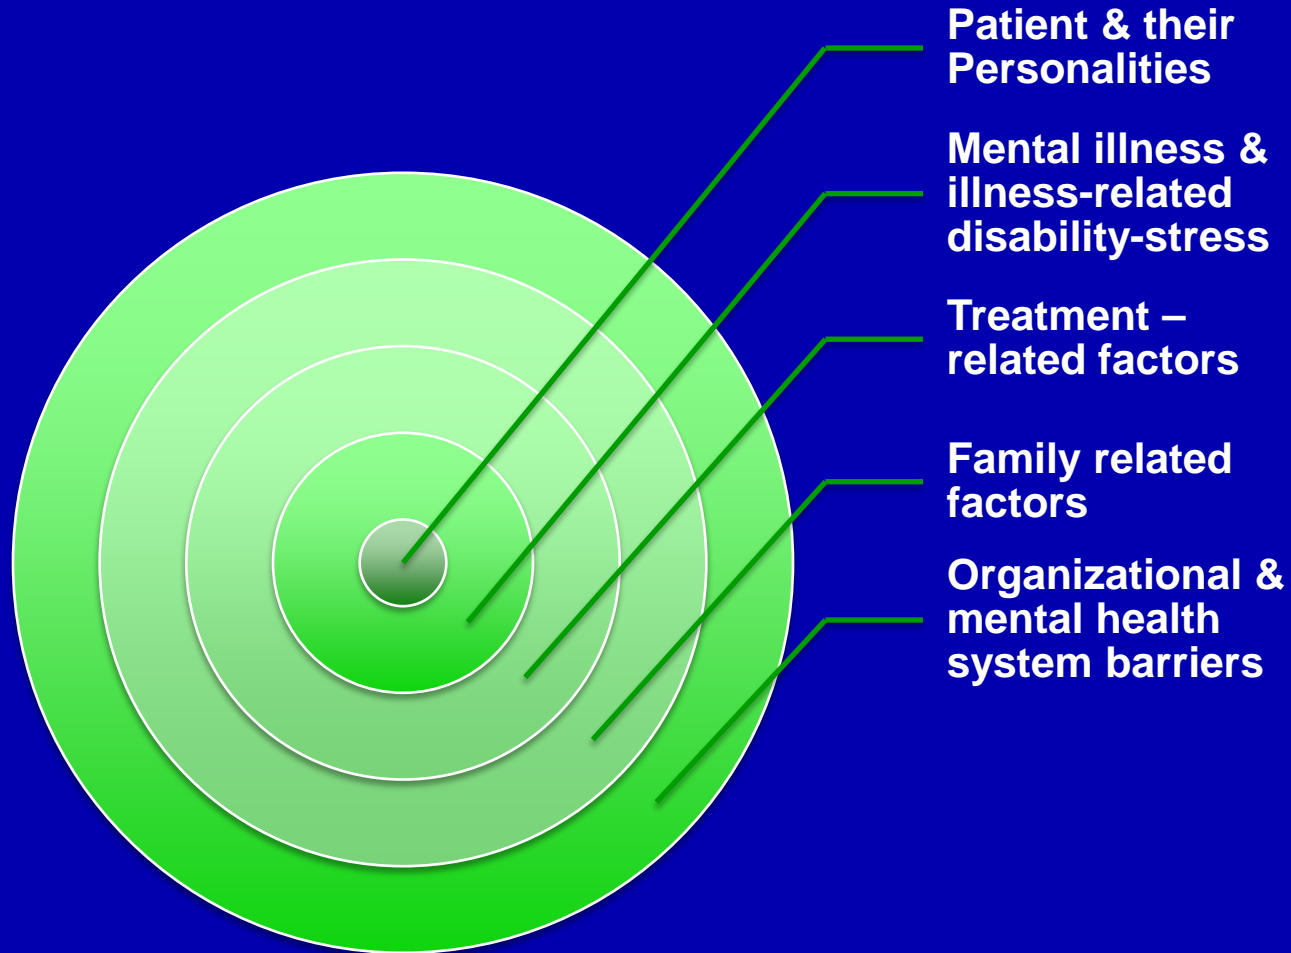 Patient & their
Personalities
Mental illness &
illness-related
disability-stress
Treatment –
related factors
Family related
factors
Organizational &
mental health
system barriers